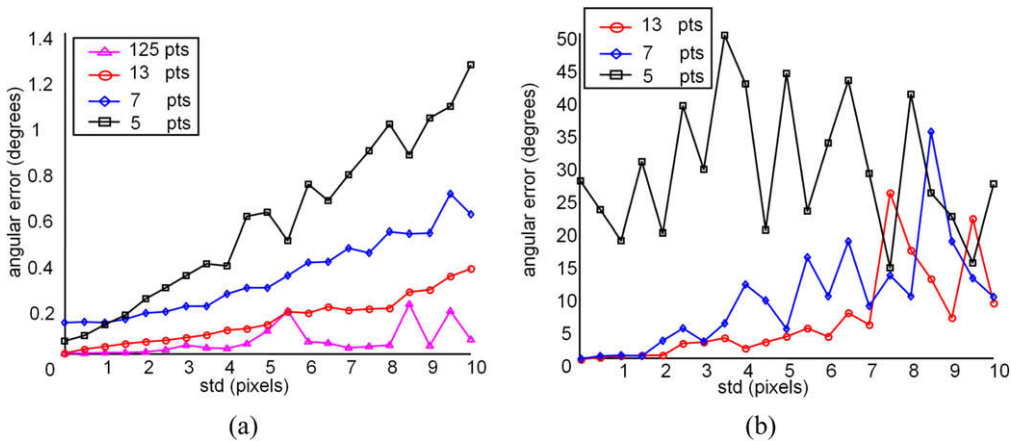 1.4
1.2
1
0.8
0.6
0.4
0.2
0
angular error (degrees)
125 pts
13 pts
7 pts
5 pts
1 2 3 4 5 6 7 8 9 10
std (pixels)
(a)
50
45
40
35
30
25
20
15
10
5
0
angular error (degrees)
13 pts
7 pts
5 pts
1 2 3 4 5 6 7 8 9 10
std (pixels)
(b)